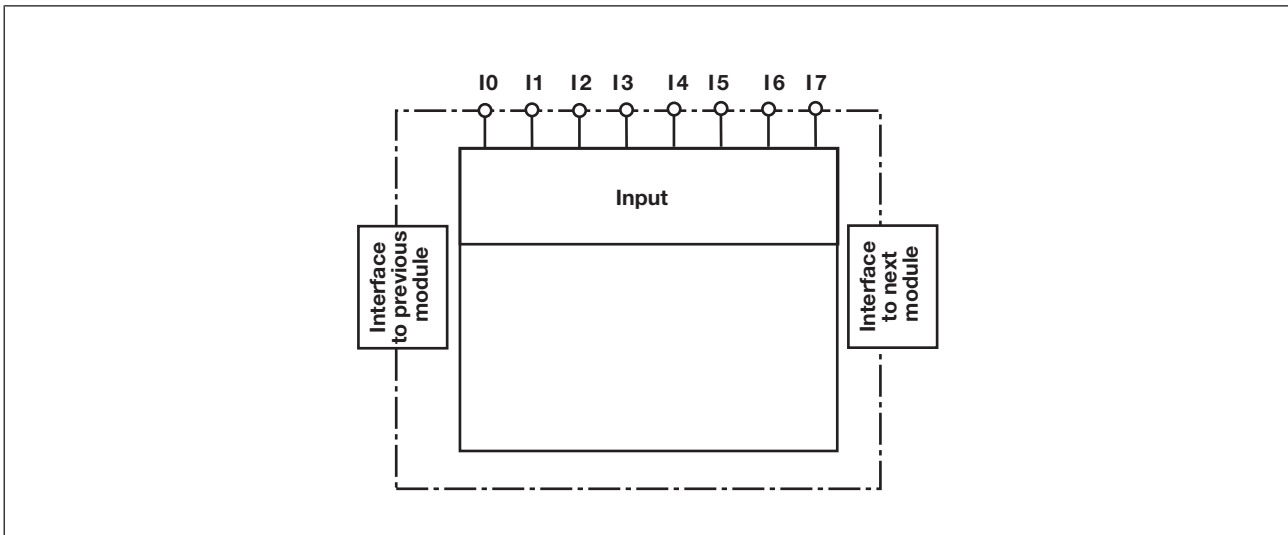 I0 I1 I2 I3 I4 I5 I6 I7
Input
Interface
to previous
module
Interface
to next
module